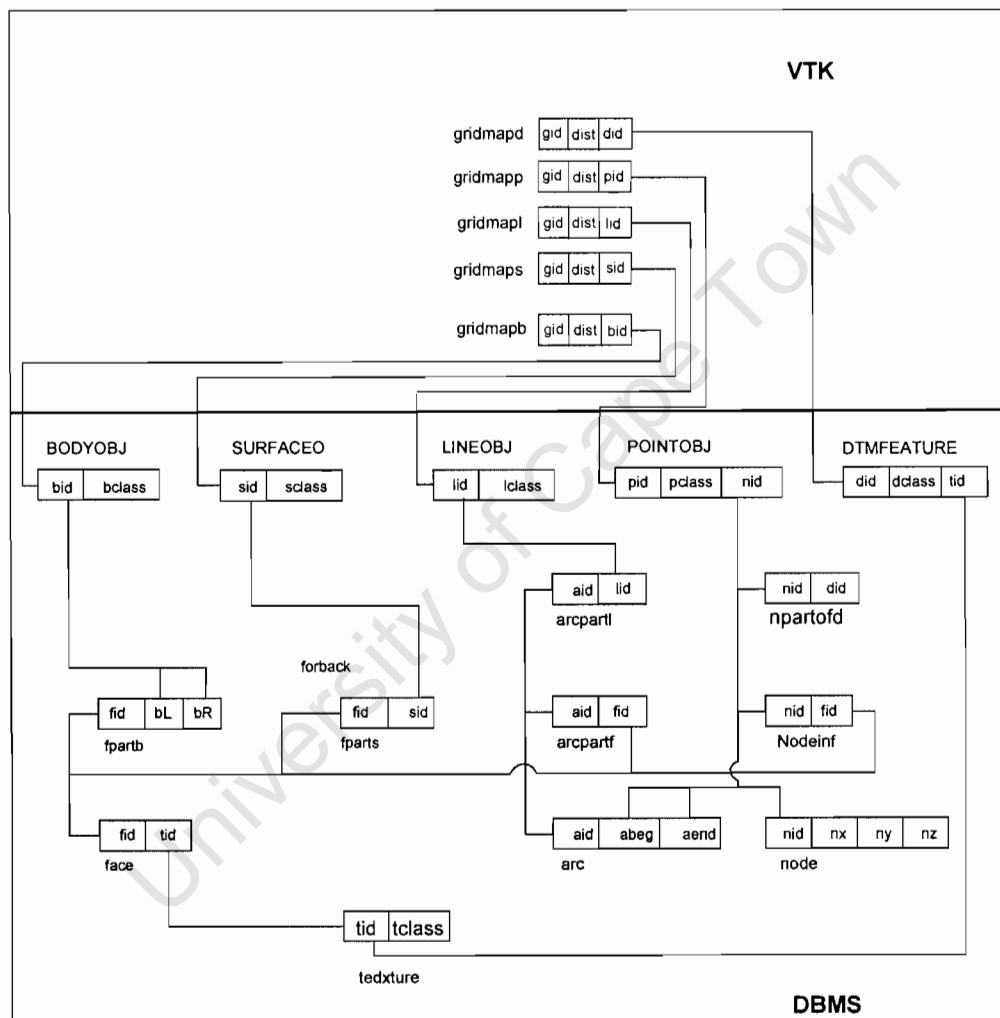 VTK
gridmapd gid dist did
gridmapp gid dist pid
gridmapl gid dist lid
gridmaps gid dist sid
gridmapb gid dist bid
BODYOBJ SURFACEO LINEOBJ POINTOBJ DTMFEATURE
bid bclass sid sclass lid lclass pid pclass nid did dclass tid
aid lid nid did
arcpartl npartofd
forback
fid bL bR fid sid aid fid nid fid
fpartb fparts arcpartf Nodeinf
fid tid aid abeg aend nid nx ny nz
face arc node
tid tclass
tedxture
DBMS
University of Cape Town